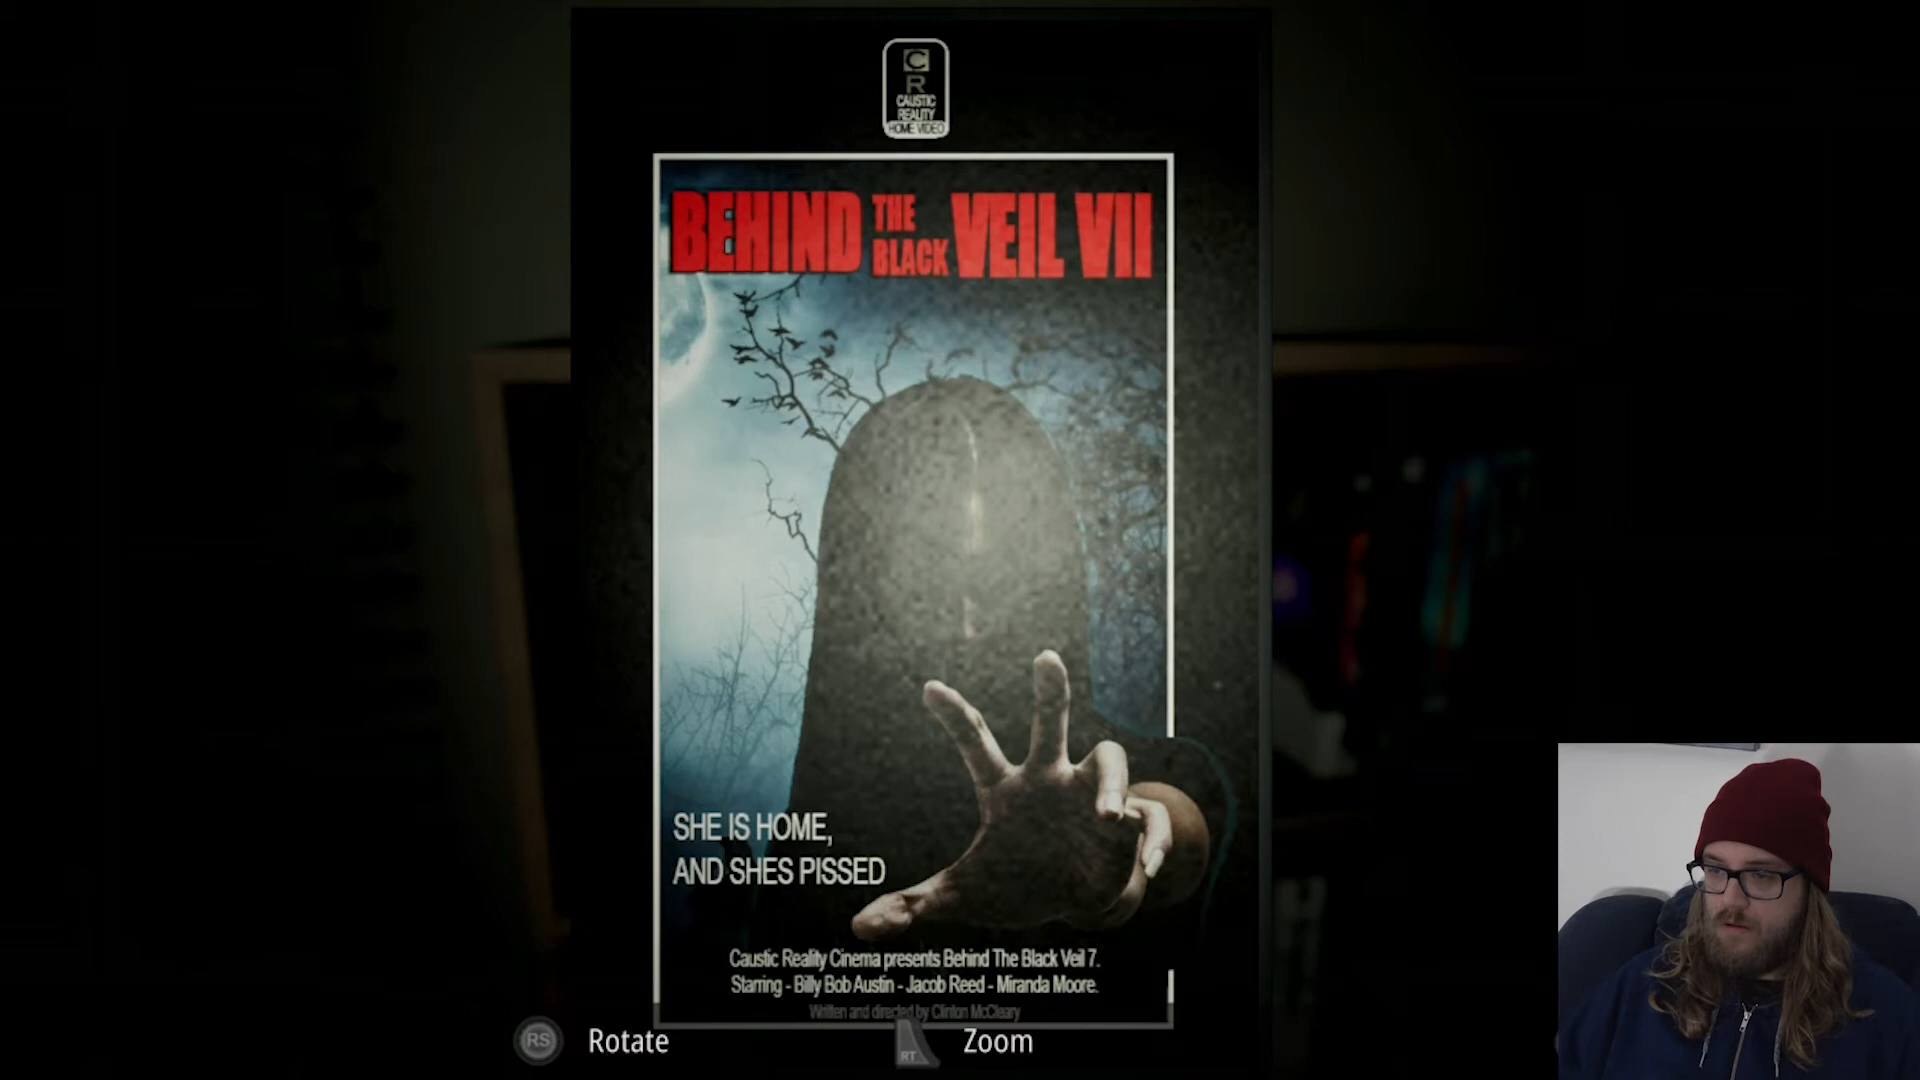 C
R
CAUSTIC
REALITY
HOME VIDEO
BEHIND THE BLACK VEIL VII
SHE IS HOME,
AND SHES PISSED
Caustic Reality Cinema presents Behind The Black Veil 7.
Starring - Billy Bob Austin - Jacob Reed - Miranda Moore.
Written and directed by Clinton McCleary
RS Rotate
RT Zoom